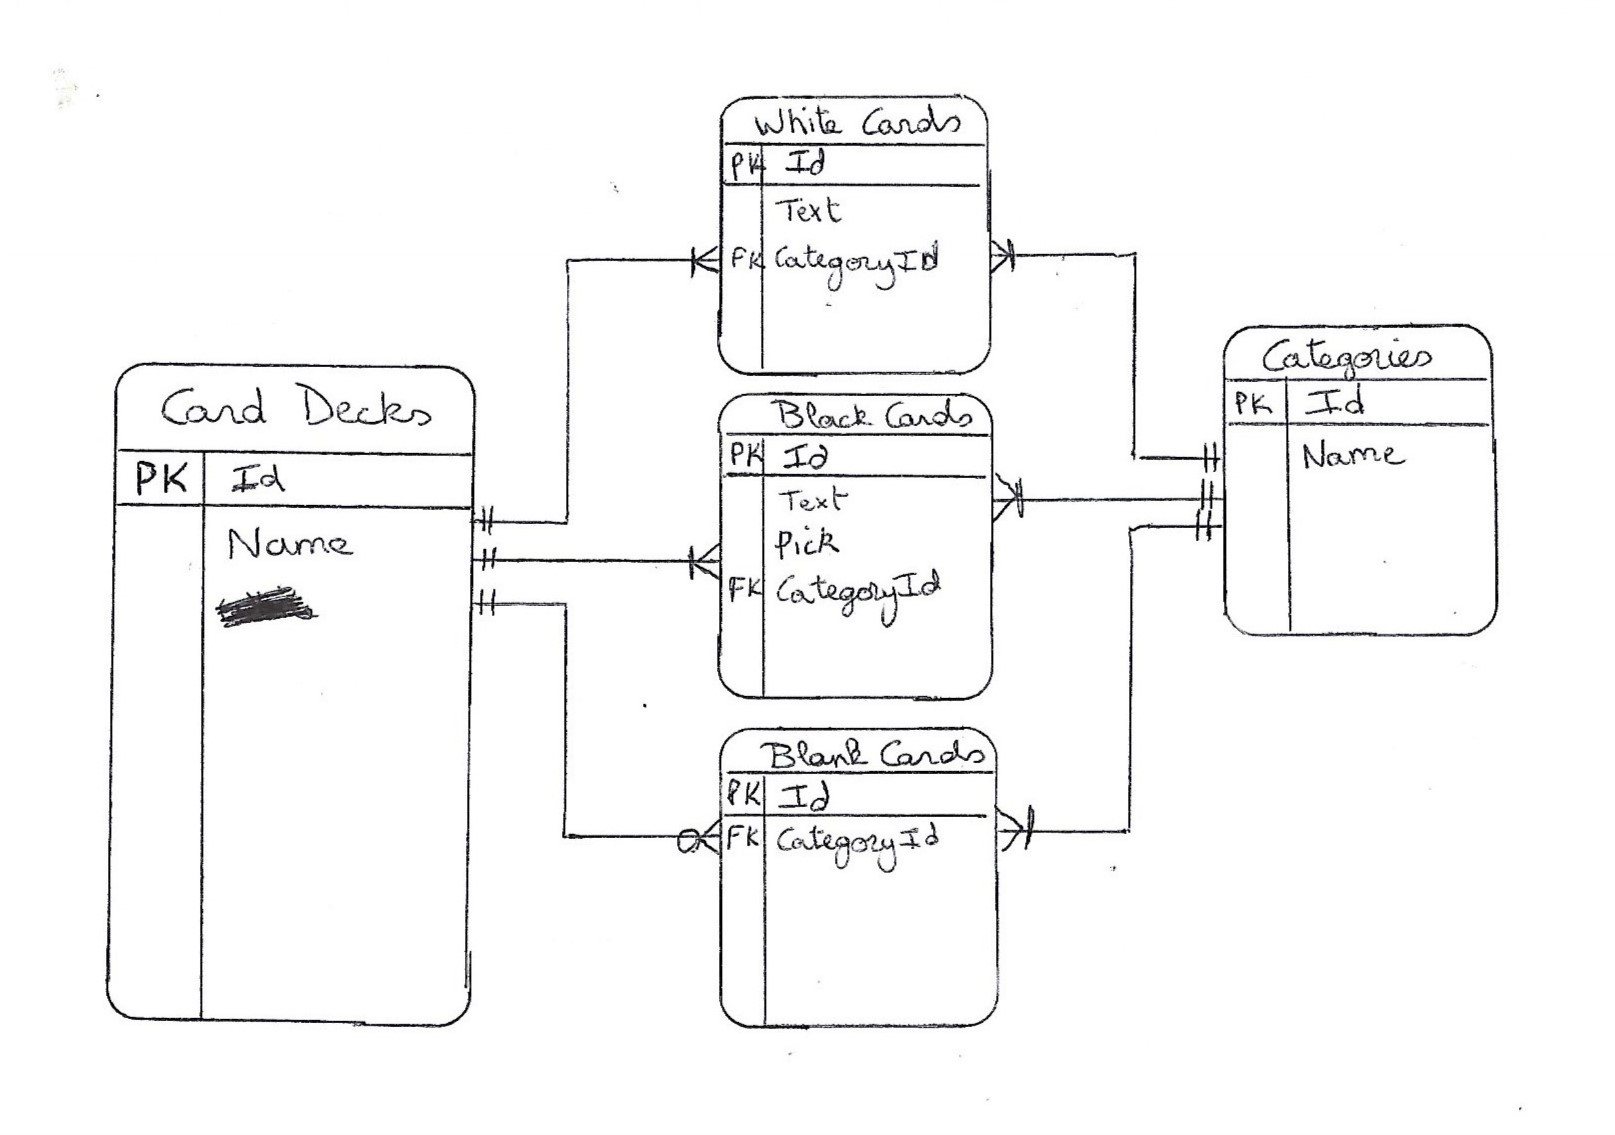 White Cards
PK Id
Text
FK CategoryId
Card Decks
PK Id
Name
Black Cards
PK Id
Text
Pick
FK CategoryId
Blank Cards
PK Id
FK CategoryId
Categories
PK Id
Name